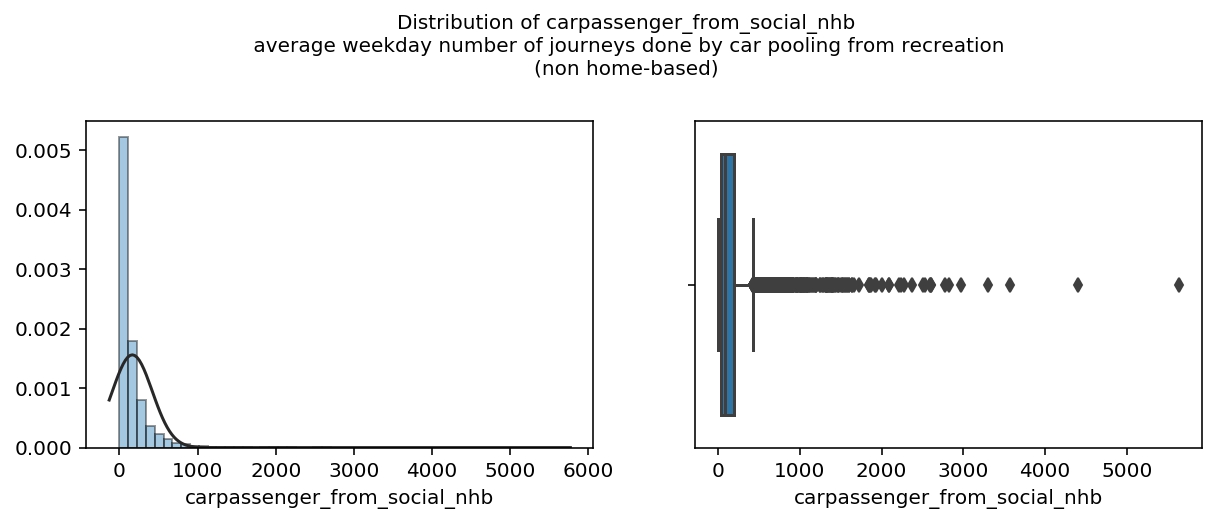 Distribution of carpassenger_from_social_nhb
average weekday number of journeys done by car pooling from recreation
(non home-based)
0.005
0.004
0.003
0.002
0.001
0.000
0 1000 2000 3000 4000 5000 6000
carpassenger_from_social_nhb
0 1000 2000 3000 4000 5000
carpassenger_from_social_nhb